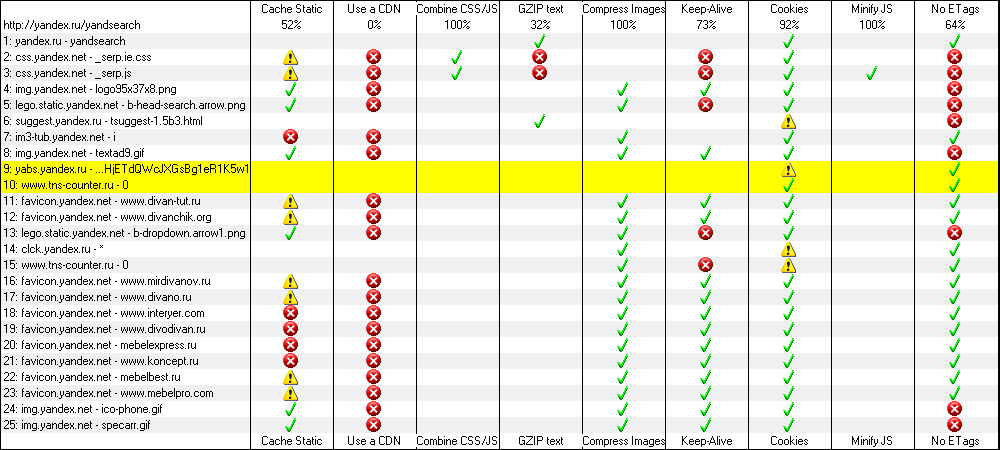 Cache Static Use a CDN Combine CSS/JS GZIP text Compress Images Keep-Alive Cookies Minify JS No ETags
http://yandex.ru/yandsearch 52% 0% 100% 32% 100% 73% 92% 100% 64%
1: yandex.ru - yandsearch
2: css.yandex.net - _serp.ie.css
3: css.yandex.net - _serp.js
4: img.yandex.net - logo95x37x8.png
5: lego.static.yandex.net - b-head-search.arrow.png
6: suggest.yandex.ru - tsuggest-1.5b3.html
7: im3-tub.yandex.net - i
8: img.yandex.net - textad9.gif
9: yabs.yandex.ru - ...HjETdQWcJXGsBg1eR1K5w1
10: www.tns-counter.ru - 0
11: favicon.yandex.net - www.divan-tut.ru
12: favicon.yandex.net - www.divanchik.org
13: lego.static.yandex.net - b-dropdown.arrow1.png
14: clck.yandex.ru - *
15: www.tns-counter.ru - 0
16: favicon.yandex.net - www.mirdivanov.ru
17: favicon.yandex.net - www.divano.ru
18: favicon.yandex.net - www.interyer.com
19: favicon.yandex.net - www.divodivan.ru
20: favicon.yandex.net - mebelexpress.ru
21: favicon.yandex.net - www.koncept.ru
22: favicon.yandex.net - mebelbest.ru
23: favicon.yandex.net - www.mebelpro.com
24: img.yandex.net - ico-phone.gif
25: img.yandex.net - specarr.gif
Cache Static Use a CDN Combine CSS/JS GZIP text Compress Images Keep-Alive Cookies Minify JS No ETags